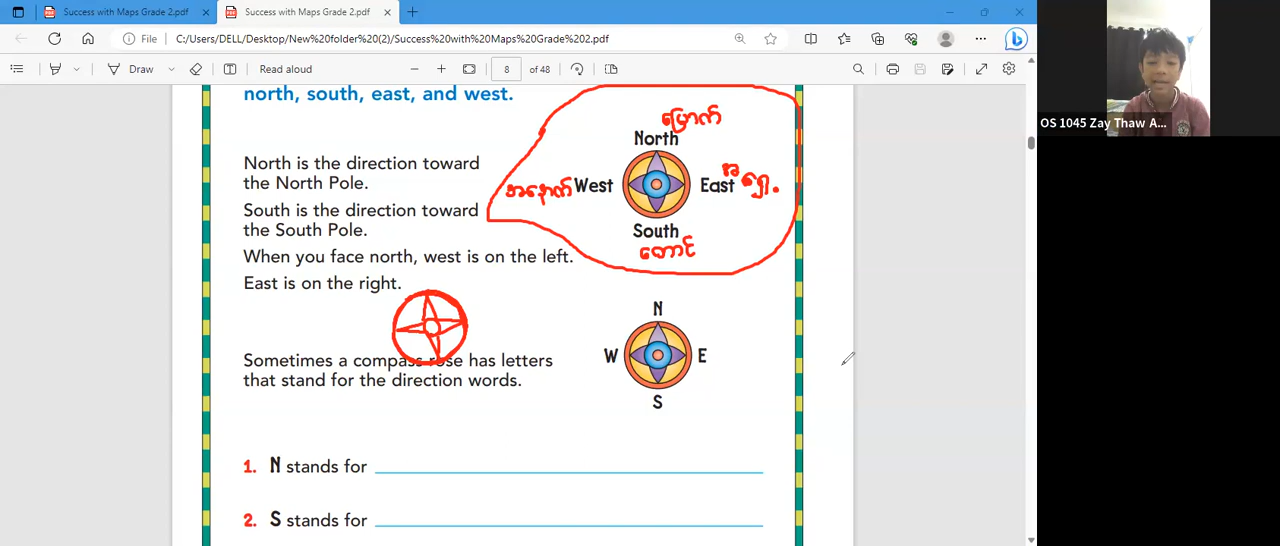 Success with Maps Grade 2.pdf
Success with Maps Grade 2.pdf
File
C:/Users/DELL/Desktop/New%20folder%20(2)/Success%20with%20Maps%20Grade%202.pdf
Draw
Read aloud
8
of 48
north, south, east, and west.
North is the direction toward
the North Pole.
South is the direction toward
the South Pole.
When you face north, west is on the left.
East is on the right.
မြောက်
North
အနောက် West
East အရှေ့
South
တောင်
Sometimes a compass rose has letters
that stand for the direction words.
N
W
E
S
1. N stands for
2. S stands for
OS 1045 Zay Thaw A...